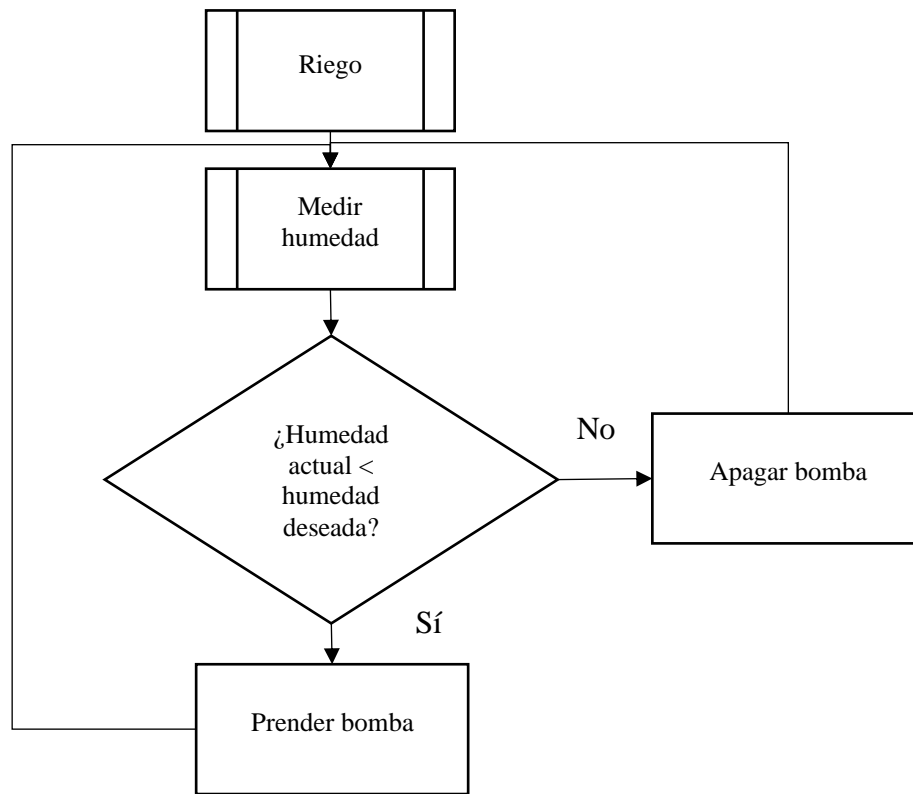 Riego
Medir
humedad
¿Humedad
actual <
humedad
deseada?
No
Apagar bomba
Sí
Prender bomba